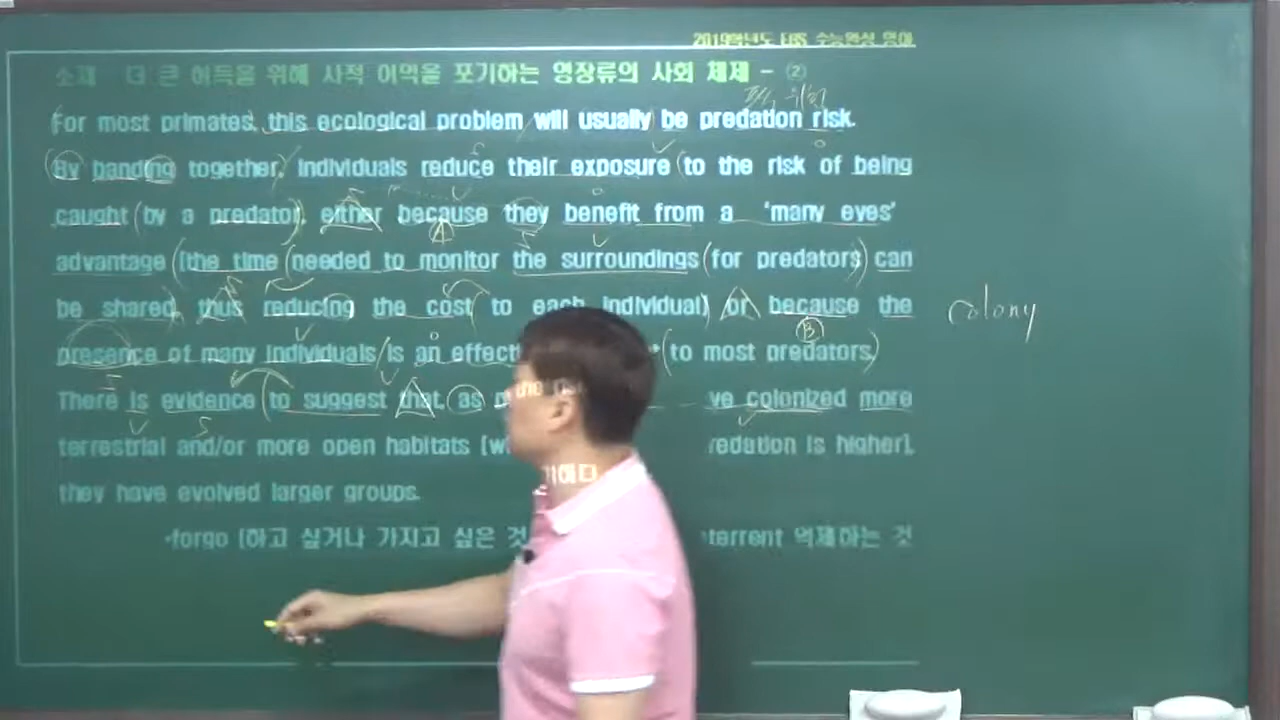 2019학년도 EBS 수능완성 영어
소재 더 큰 이득을 위해 사적 이익을 포기하는 영장류의 사회 체제 - ②
포식 위험
For most primates, this ecological problem will usually be predation risk.
By banding together, individuals reduce their exposure to the risk of being
caught by a predator, either because they benefit from a 'many eyes'
advantage (the time needed to monitor the surroundings for predators can
be shared, thus reducing the cost to each individual) or because the
colony
presence of many individuals is an to most predators.
There is evidence to suggest that, as colonized more
terrestrial and/or more open habitats redation is higher),
they have evolved larger groups.
·forgo (하고 싶거나 가지고 싶은 것 terrent 억제하는 것